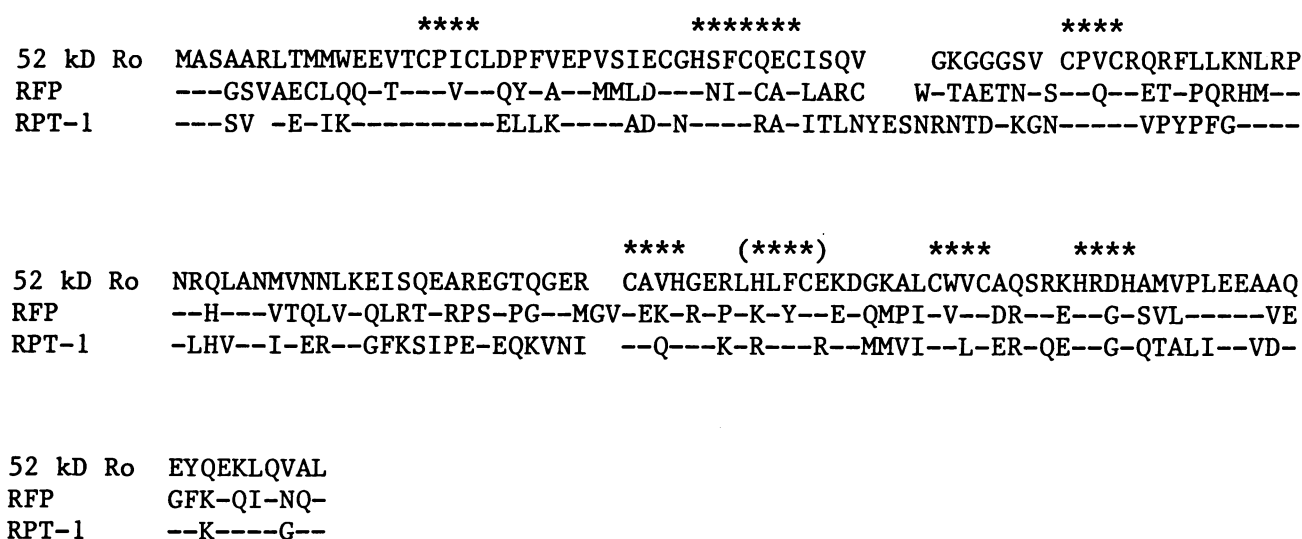 **** ******* ****
52 kD Ro MASAARLTMMWEEVTCPICLDPFVEPVSIECGHSFCQECISQV GKGGGSV CPVCRQRFLLKNLRP
RFP ---GSVAECLQQ-T---V--QY-A--MMLD---NI-CA-LARC W-TAETN-S--Q--ET-PQRHM--
RPT-1 ---SV -E-IK---------ELLK----AD-N----RA-ITLNYESNRNTD-KGN-----VPYPFG----
**** (****) **** ****
52 kD Ro NRQLANMVNNLKEISQEAREGTQGER CAVHGERLHLFCEKDGKALCWVCAQSRKHRDHAMVPLEEAAQ
RFP --H---VTQLV-QLRT-RPS-PG--MGV-EK-R-P-K-Y--E-QMPI-V--DR--E--G-SVL-----VE
RPT-1 -LHV--I-ER--GFKSIPE-EQKVNI --Q---K-R---R--MMVI--L-ER-QE--G-QTALI--VD-
52 kD Ro EYQEKLQVAL
RFP GFK-QI-NQ-
RPT-1 --K----G--